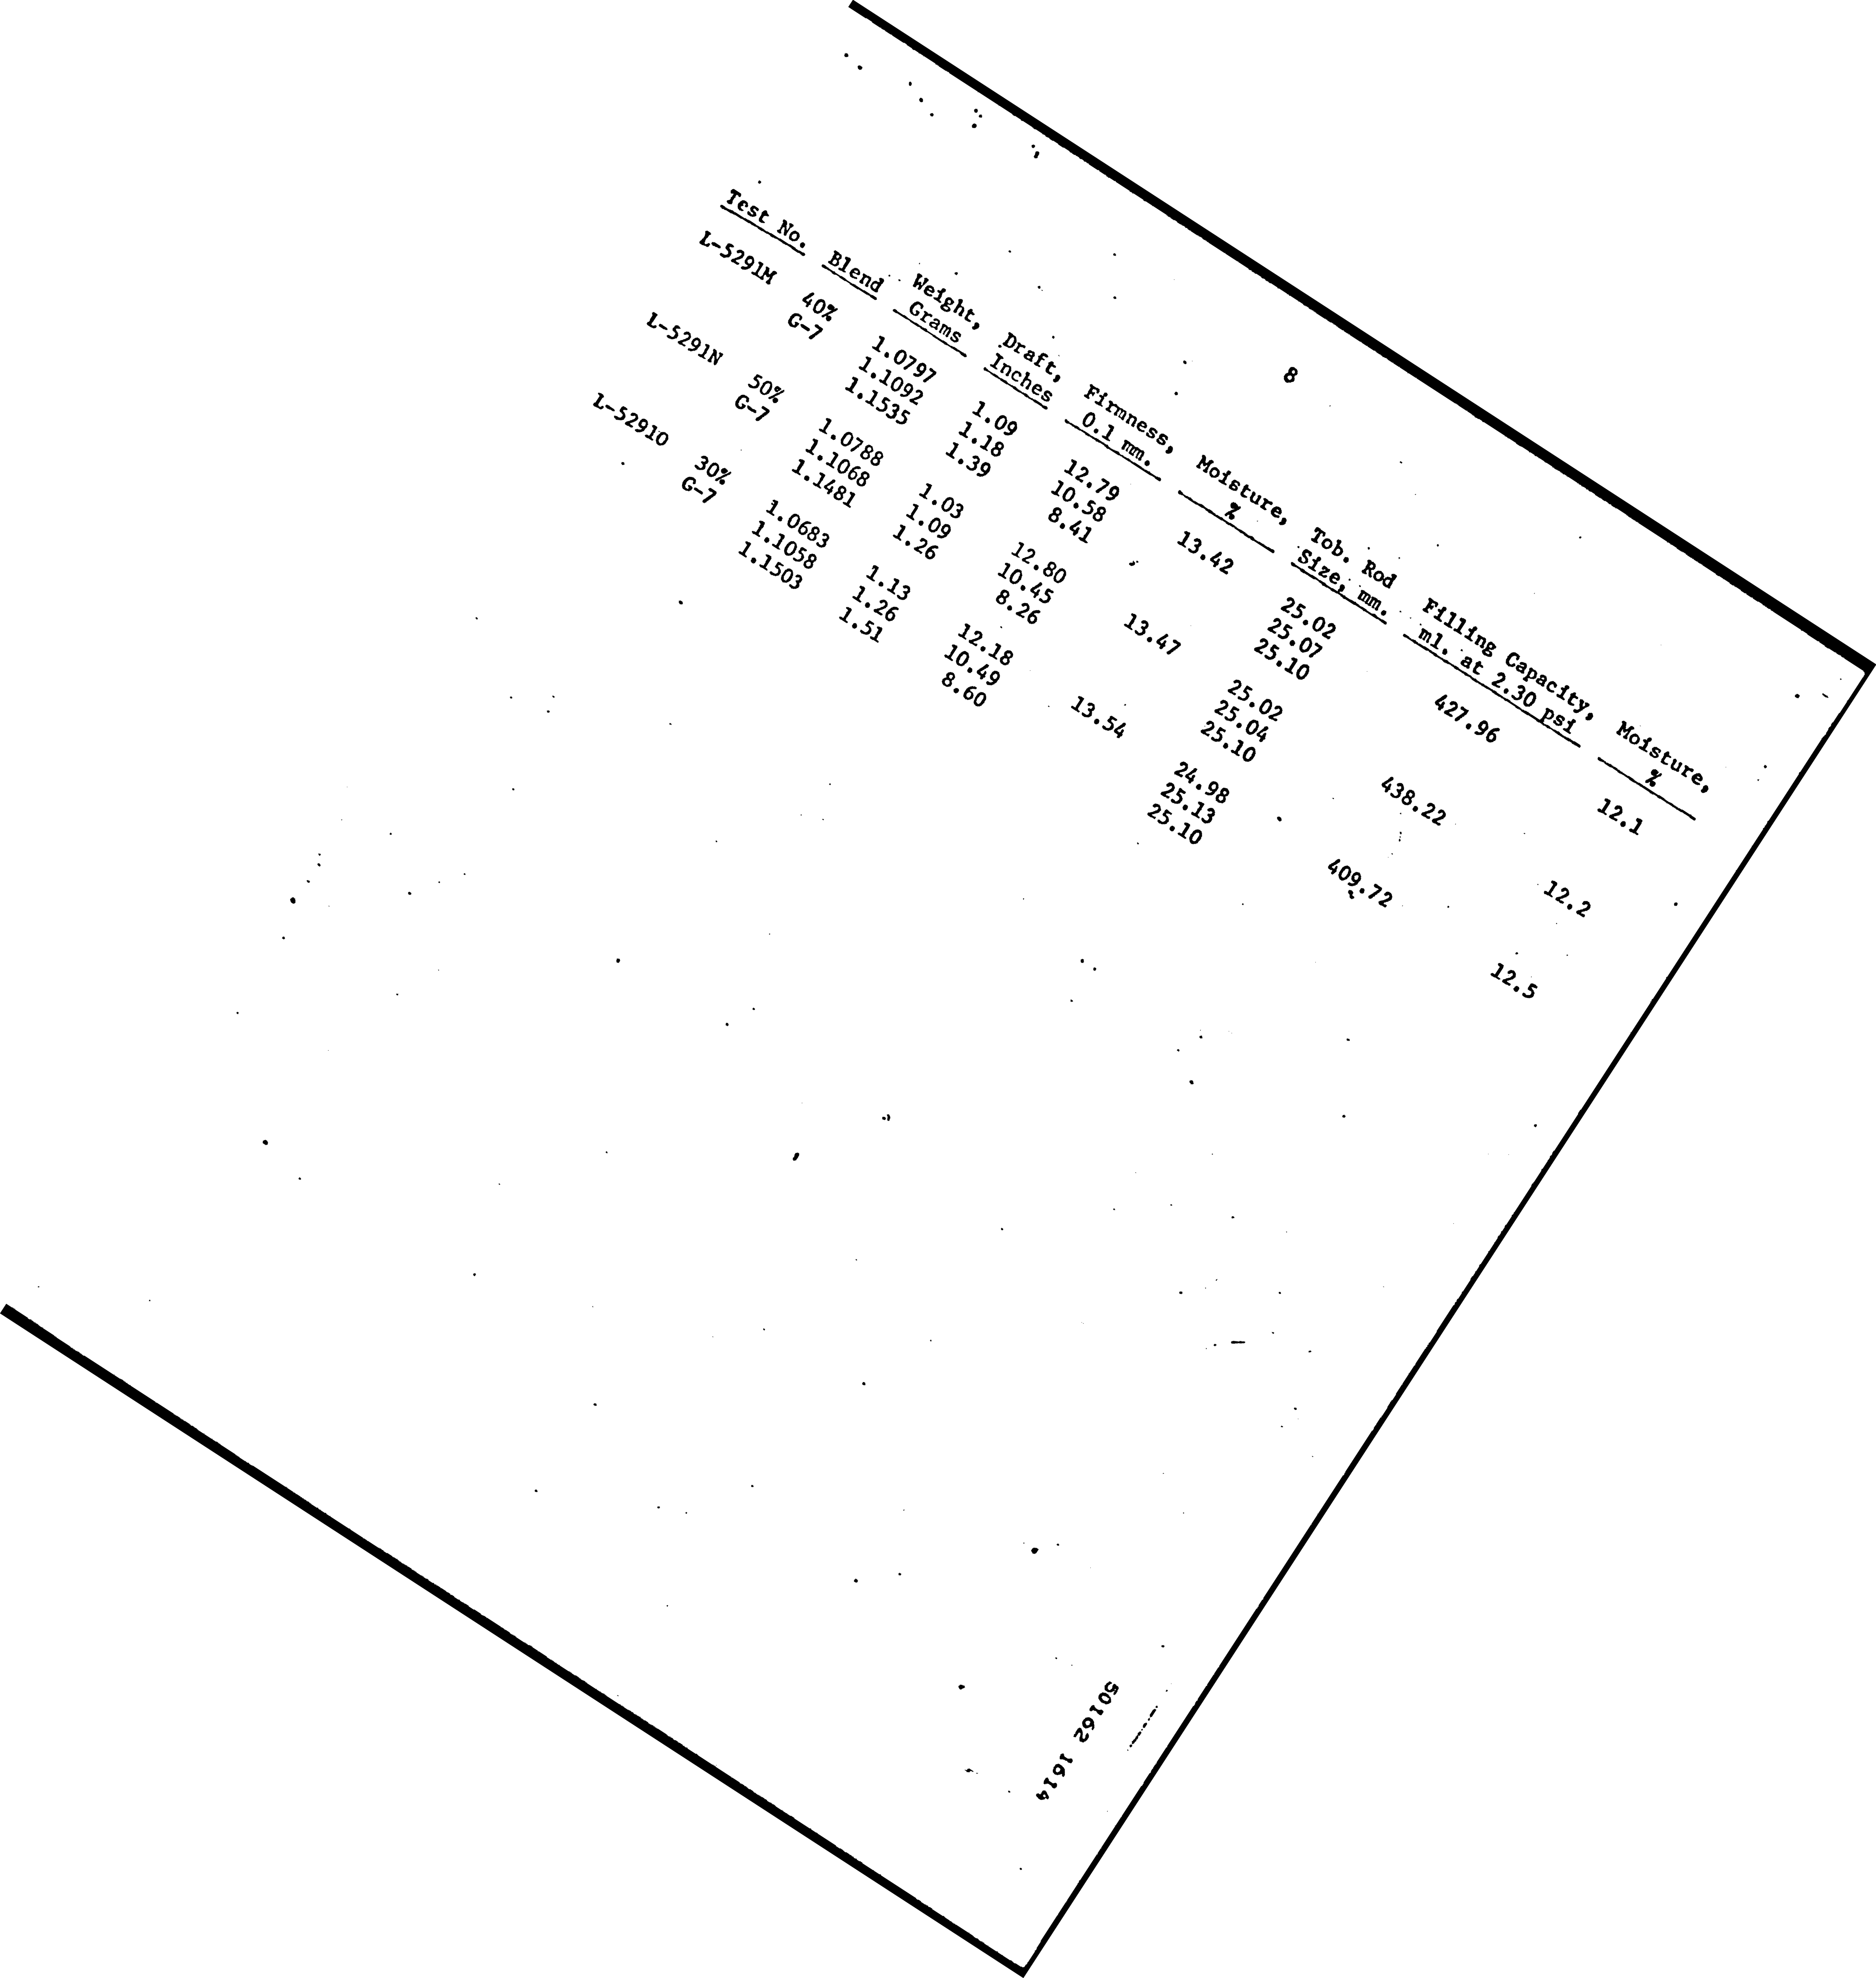 8
Weight, Draft, Firmness, Moisture, Tob. Rod Filling Capacity, Moisture,
Test No. Blend Grams Inches 0.1 mm. % Size, mm. ml. at 2.30 psi %
L-5291M 40% 1.0797 1.09 12.79 13.42 25.02 427.96 12.1
G-7 1.1092 1.18 10.58 25.07
1.1535 1.39 8.41 25.10
L-5291N 50% 1.0788 1.03 12.80 13.47 25.02 438.22 12.2
G-7 1.1068 1.09 10.45 25.04
1.1481 1.26 8.26 25.10
L-5291O 30% 1.0683 1.13 12.18 13.54 24.98 409.72 12.5
G-7 1.1058 1.26 10.49 25.13
1.1503 1.51 8.60 25.10
50162 1614